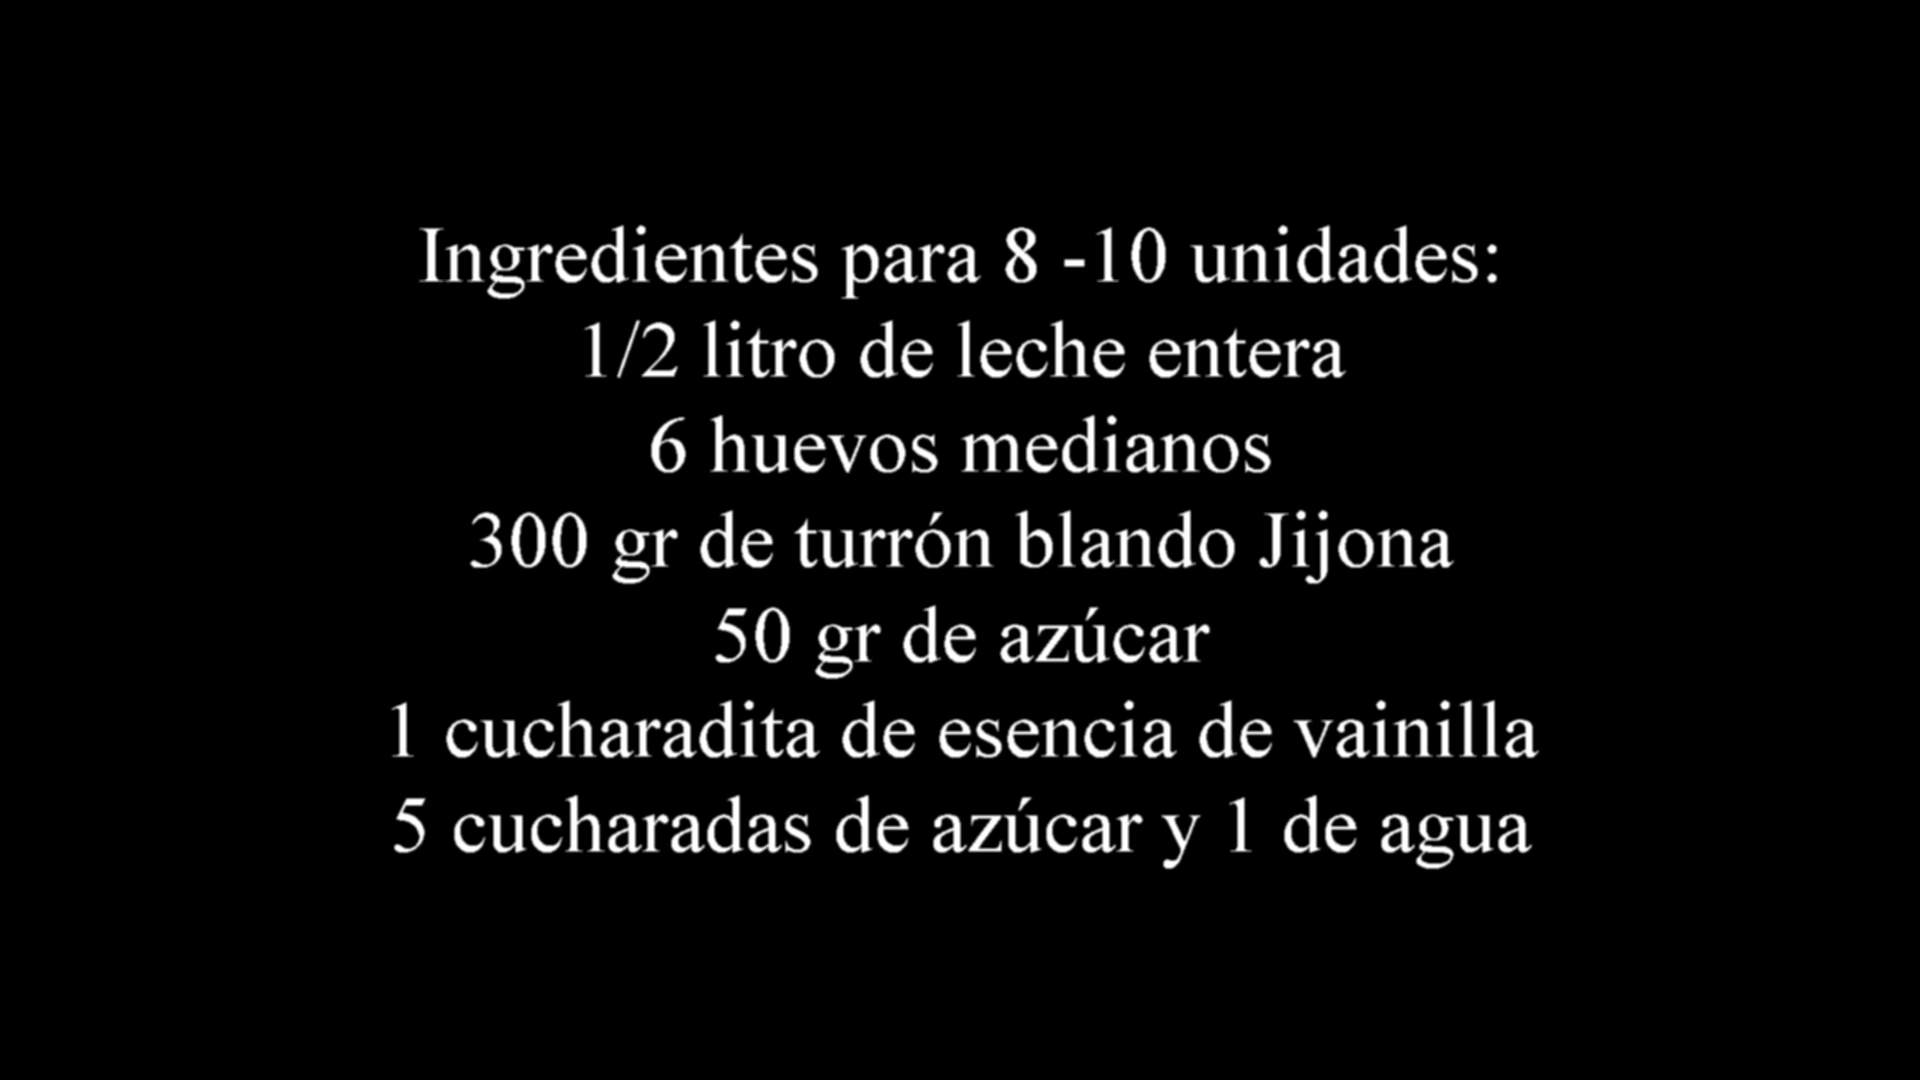 Ingredientes para 8 -10 unidades:
1/2 litro de leche entera
6 huevos medianos
300 gr de turrón blando Jijona
50 gr de azúcar
1 cucharadita de esencia de vainilla
5 cucharadas de azúcar y 1 de agua